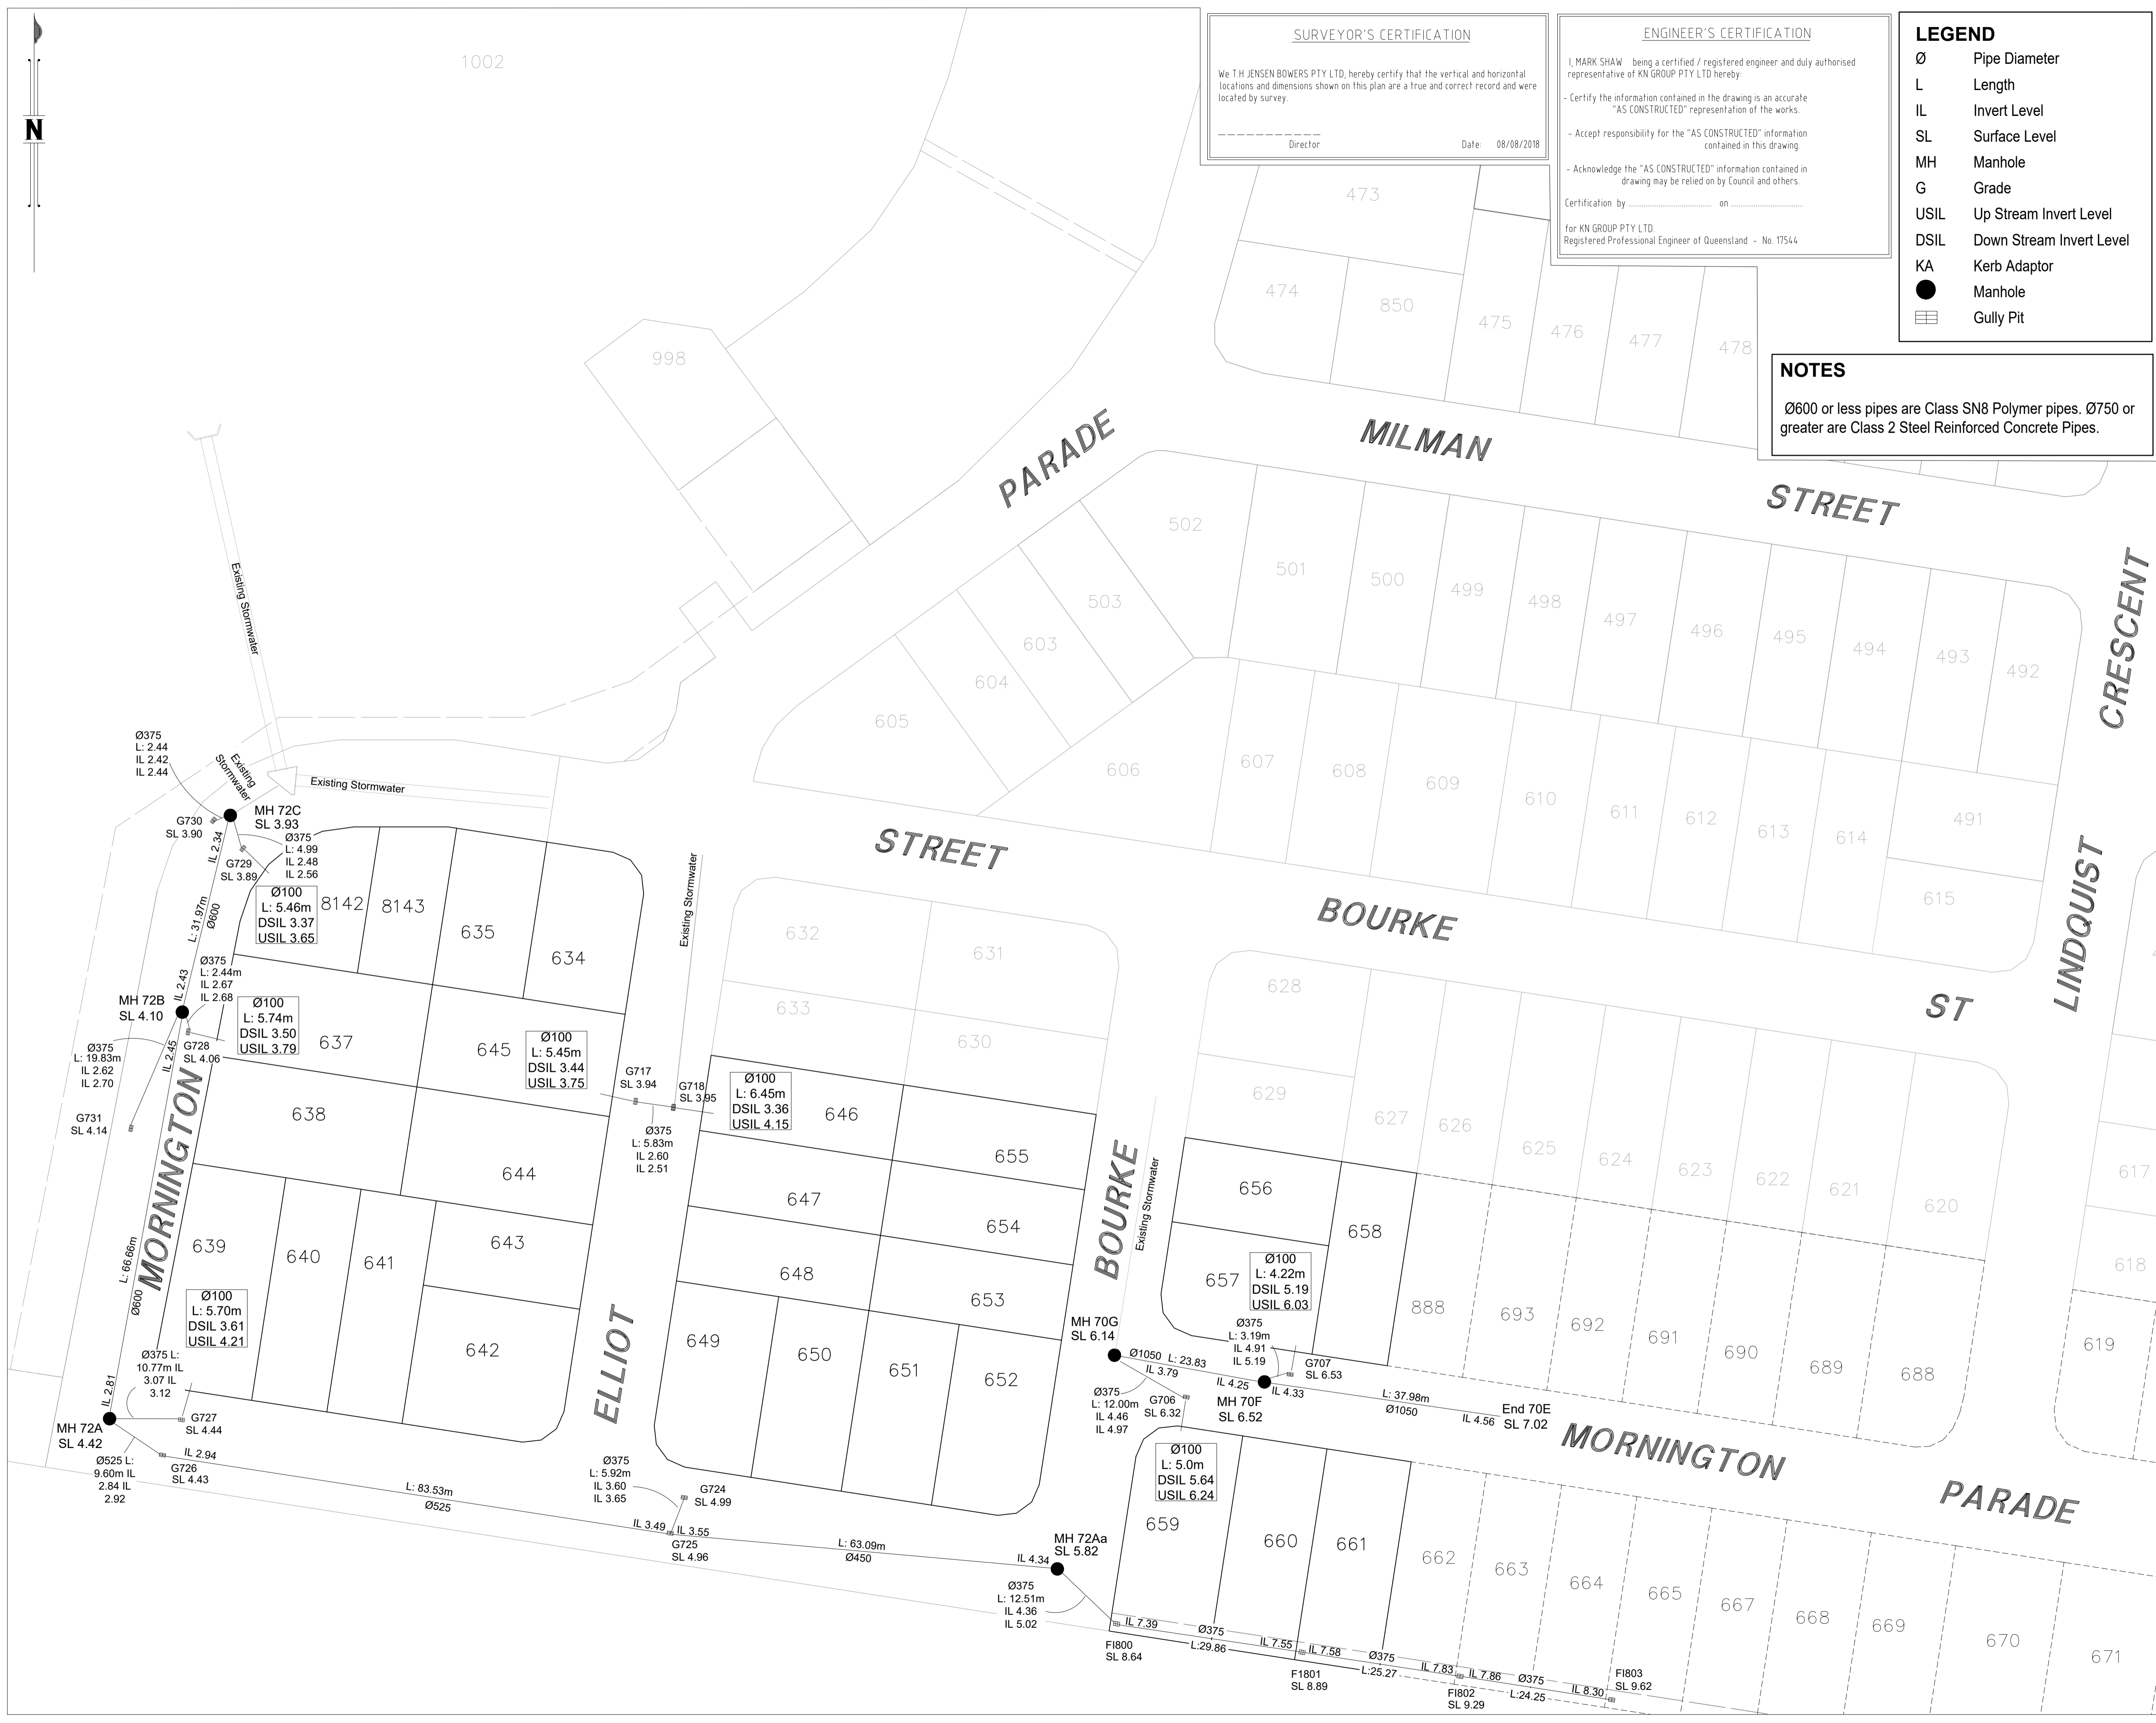 N
1002
SURVEYOR'S CERTIFICATION
We T.H JENSEN BOWERS PTY LTD, hereby certify that the vertical and horizontal
locations and dimensions shown on this plan are a true and correct record and were
located by survey.
Director
Date: 08/08/2018
ENGINEER'S CERTIFICATION
I, MARK SHAW being a certified / registered engineer and duly authorised
representative of KN GROUP PTY LTD hereby:
- Certify the information contained in the drawing is an accurate
"AS CONSTRUCTED" representation of the works.
- Accept responsibility for the "AS CONSTRUCTED" information
contained in this drawing.
- Acknowledge the "AS CONSTRUCTED" information contained in
drawing may be relied on by Council and others.
Certification by ........................ on ........................
for KN GROUP PTY LTD.
Registered Professional Engineer of Queensland - No. 17544
LEGEND
Ø Pipe Diameter
L Length
IL Invert Level
SL Surface Level
MH Manhole
G Grade
USIL Up Stream Invert Level
DSIL Down Stream Invert Level
KA Kerb Adaptor
Manhole
Gully Pit
NOTES
Ø600 or less pipes are Class SN8 Polymer pipes. Ø750 or
greater are Class 2 Steel Reinforced Concrete Pipes.
473
474
850
475
476
477
478
998
PARADE
MILMAN
STREET
CRESCENT
LINDQUIST
502
501
500
499
498
497
496
495
494
493
492
503
603
604
605
606
607
608
609
610
611
612
613
614
491
615
Existing Stormwater
Existing
Stormwater
Existing Stormwater
Ø375
L: 2.44
IL 2.42
IL 2.44
MH 72C
SL 3.93
G730
SL 3.90
IL 2.34
Ø375
L: 4.99
IL 2.48
IL 2.56
G729
SL 3.89
L: 31.97m
Ø600
Ø100
L: 5.46m
DSIL 3.37
USIL 3.65
8142
8143
635
634
IL 2.43
Ø375
L: 2.44m
IL 2.67
IL 2.68
MH 72B
SL 4.10
Ø100
L: 5.74m
DSIL 3.50
USIL 3.79
Ø375
L: 19.83m
IL 2.62
IL 2.70
IL 2.45
G728
SL 4.06
G731
SL 4.14
637
645
Ø100
L: 5.45m
DSIL 3.44
USIL 3.75
638
644
MORNINGTON
L: 66.66m
Ø600
639
640
641
643
642
Ø100
L: 5.70m
DSIL 3.61
USIL 4.21
Ø375 L:
10.77m IL
3.07 IL
3.12
IL 2.81
MH 72A
SL 4.42
G727
SL 4.44
Ø525 L:
9.60m IL
2.84 IL
2.92
IL 2.94
G726
SL 4.43
L: 83.53m
Ø525
STREET
BOURKE
ST
Existing Stormwater
632
631
633
630
G717
SL 3.94
G718
SL 3.95
Ø100
L: 6.45m
DSIL 3.36
USIL 4.15
Ø375
L: 5.83m
IL 2.60
IL 2.51
646
655
647
654
648
653
649
650
651
652
ELLIOT
BOURKE
Existing Stormwater
Ø375
L: 5.92m
IL 3.60
IL 3.65
G724
SL 4.99
IL 3.49
IL 3.55
G725
SL 4.96
L: 63.09m
Ø450
IL 4.34
MH 72Aa
SL 5.82
Ø375
L: 12.51m
IL 4.36
IL 5.02
628
629
627
626
625
624
623
622
621
620
617
618
619
656
658
657
Ø100
L: 4.22m
DSIL 5.19
USIL 6.03
888
693
692
691
690
689
688
MH 70G
SL 6.14
Ø1050
L: 23.83
IL 3.79
IL 4.25
Ø375
L: 3.19m
IL 4.91
IL 5.19
G707
SL 6.53
MH 70F
SL 6.52
IL 4.33
L: 37.98m
Ø1050
IL 4.56
End 70E
SL 7.02
Ø375
L: 12.00m
IL 4.46
IL 4.97
G706
SL 6.32
Ø100
L: 5.0m
DSIL 5.64
USIL 6.24
MORNINGTON
PARADE
659
660
661
662
663
664
665
667
668
669
670
671
IL 7.39
Ø375
L:29.86
IL 7.55
IL 7.58
Ø375
L:25.27
IL 7.83
IL 7.86
Ø375
L:24.25
IL 8.30
FI800
SL 8.64
F1801
SL 8.89
FI802
SL 9.29
FI803
SL 9.62